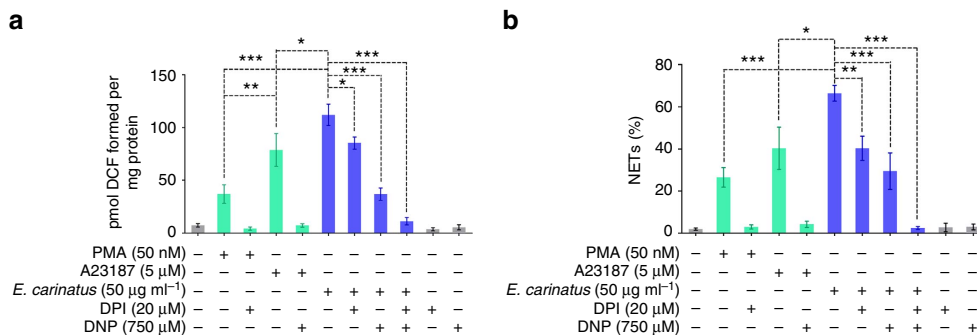 a
pmol DCF formed per
mg protein
150
100
50
0
*
***
***
***
**
*
PMA (50 nM) – + + – – – – – – – –
A23187 (5 μM) – – – + + – – – – – –
E. carinatus (50 μg ml–1) – – – – – + + + + – –
DPI (20 μM) – – + – – – + – + + –
DNP (750 μM) – – – – + – – + + – +
b
NETs (%)
80
60
40
20
0
*
***
***
***
**
PMA (50 nM) – + + – – – – – – – –
A23187 (5 μM) – – – + + – – – – – –
E. carinatus (50 μg ml–1) – – – – – + + + + – –
DPI (20 μM) – – + – – – + – + + –
DNP (750 μM) – – – – + – – + + – +